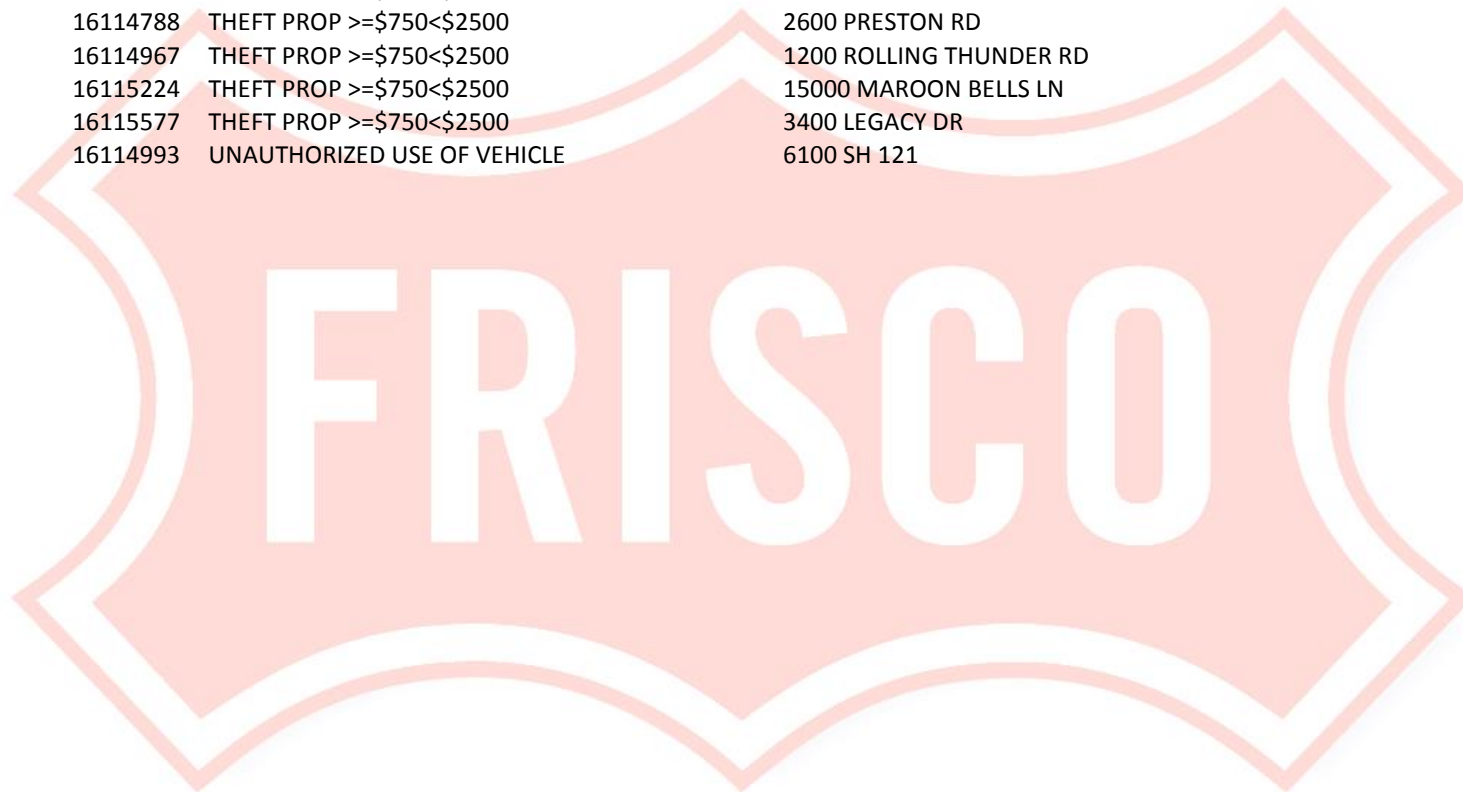 16114788 THEFT PROP >=$750<$2500 2600 PRESTON RD
16114967 THEFT PROP >=$750<$2500 1200 ROLLING THUNDER RD
16115224 THEFT PROP >=$750<$2500 15000 MAROON BELLS LN
16115577 THEFT PROP >=$750<$2500 3400 LEGACY DR
16114993 UNAUTHORIZED USE OF VEHICLE 6100 SH 121
FRISCO